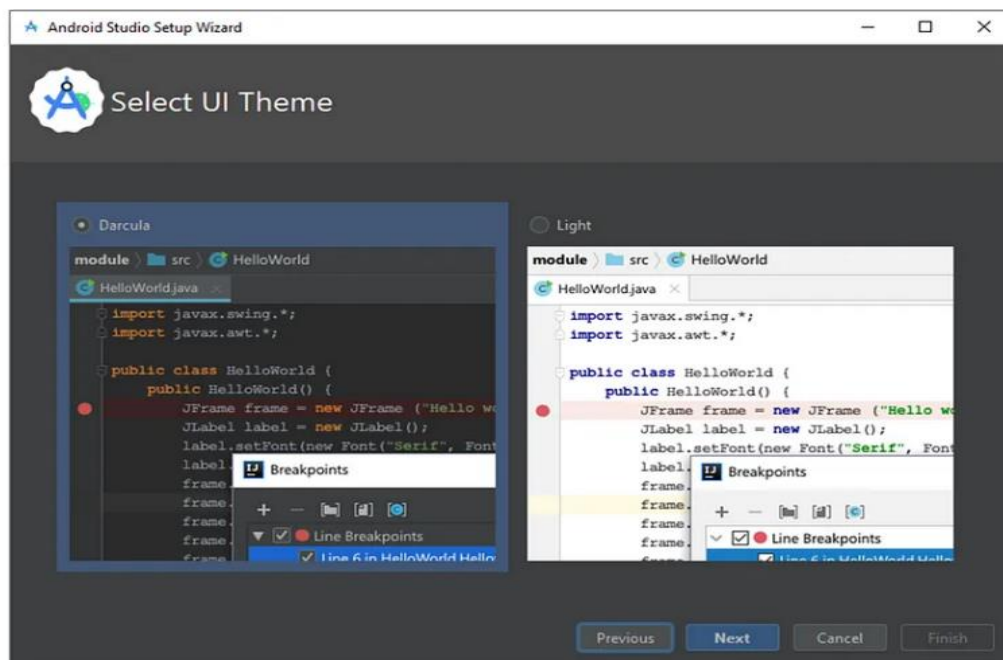 Android Studio Setup Wizard
Select UI Theme
Darcula
module src HelloWorld
HelloWorld.java
import javax.swing.*;
import javax.awt.*;
public class HelloWorld {
public HelloWorld() {
JFrame frame = new JFrame ("Hello wo
JLabel label = new JLabel();
label.setFont(new Font("Serif", Font
label.
frame.
frame.
frame.
frame.
Breakpoints
Line Breakpoints
Line 6 in HelloWorld.Hello
Light
module src HelloWorld
HelloWorld.java
import javax.swing.*;
import javax.awt.*;
public class HelloWorld {
public HelloWorld() {
JFrame frame = new JFrame ("Hello wo
JLabel label = new JLabel();
label.setFont(new Font("Serif", Font
label.
frame.
frame.
frame.
frame.
Breakpoints
Line Breakpoints
Line 6 in HelloWorld.Hello
Previous Next Cancel Finish